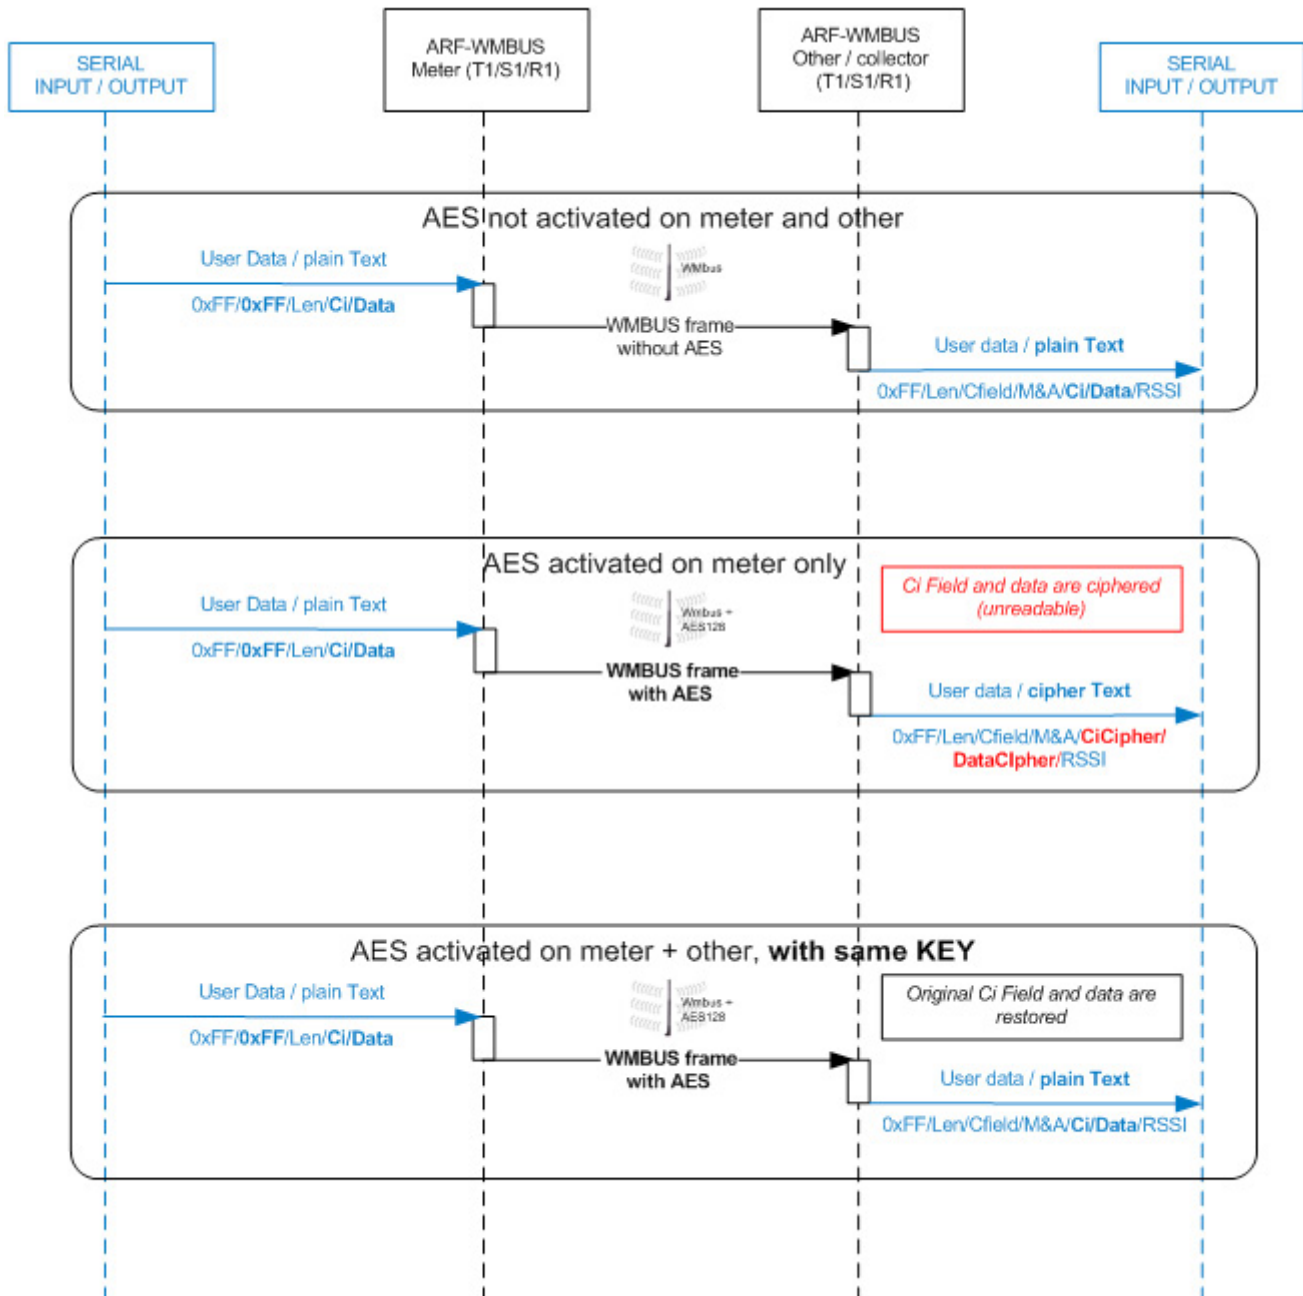 SERIAL
INPUT / OUTPUT
ARF-WMBUS
Meter (T1/S1/R1)
ARF-WMBUS
Other / collector
(T1/S1/R1)
SERIAL
INPUT / OUTPUT
AES not activated on meter and other
User Data / plain Text
0xFF/0xFF/Len/Ci/Data
WMbus
WMBUS frame
without AES
User data / plain Text
0xFF/Len/Cfield/M&A/Ci/Data/RSSI
AES activated on meter only
Ci Field and data are ciphered
(unreadable)
User Data / plain Text
0xFF/0xFF/Len/Ci/Data
Wmbus +
AES128
WMBUS frame
with AES
User data / cipher Text
0xFF/Len/Cfield/M&A/CiCipher/
DataCIpher/RSSI
AES activated on meter + other, with same KEY
Original Ci Field and data are
restored
User Data / plain Text
0xFF/0xFF/Len/Ci/Data
Wmbus +
AES128
WMBUS frame
with AES
User data / plain Text
0xFF/Len/Cfield/M&A/Ci/Data/RSSI